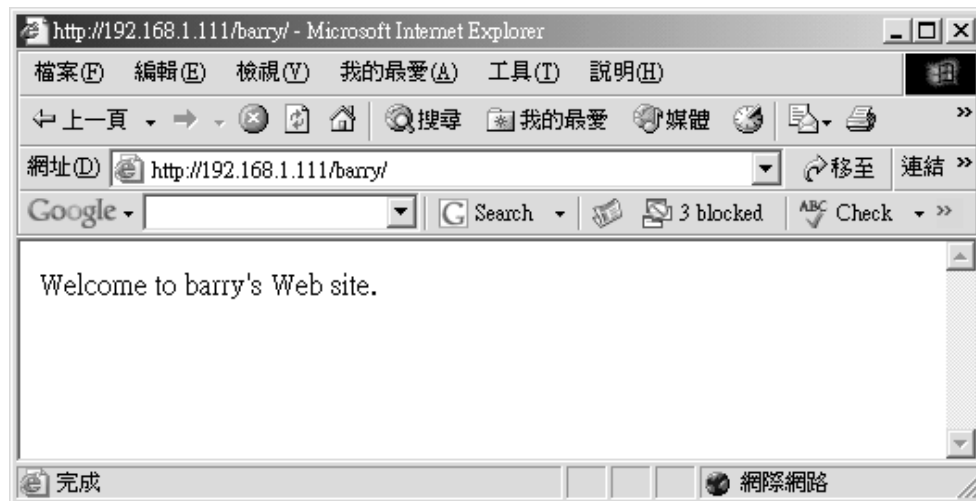 http://192.168.1.111/barry/ - Microsoft Internet Explorer
檔案(F) 編輯(E) 檢視(V) 我的最愛(A) 工具(T) 說明(H)
上一頁 搜尋 我的最愛 媒體 »
網址(D) http://192.168.1.111/barry/ 移至 連結 »
Google G Search 3 blocked ABC Check »
Welcome to barry's Web site.
完成 網際網路